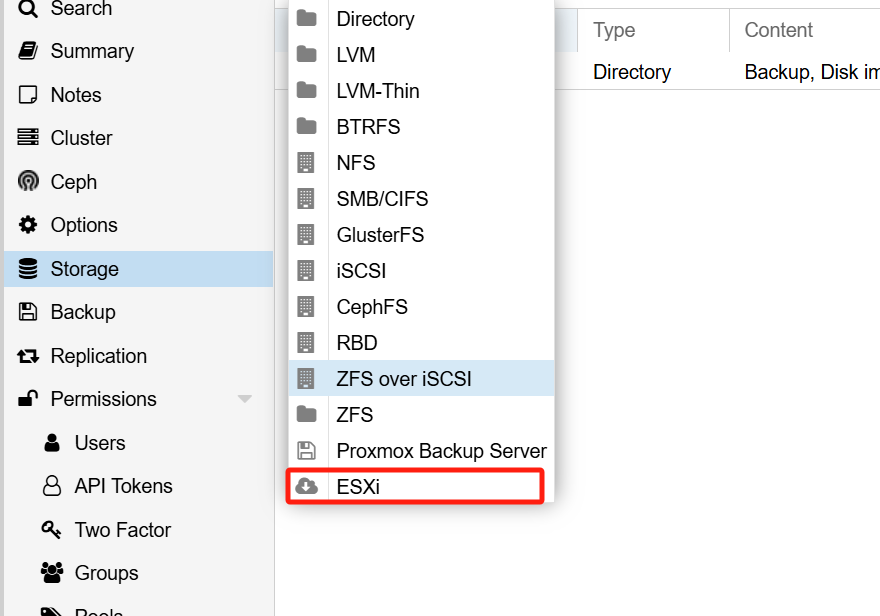 Search
Summary
Notes
Cluster
Ceph
Options
Storage
Backup
Replication
Permissions
Users
API Tokens
Two Factor
Groups
Pools
Directory
LVM
LVM-Thin
BTRFS
NFS
SMB/CIFS
GlusterFS
iSCSI
CephFS
RBD
ZFS over iSCSI
ZFS
Proxmox Backup Server
ESXi
Type Content
Directory Backup, Disk im